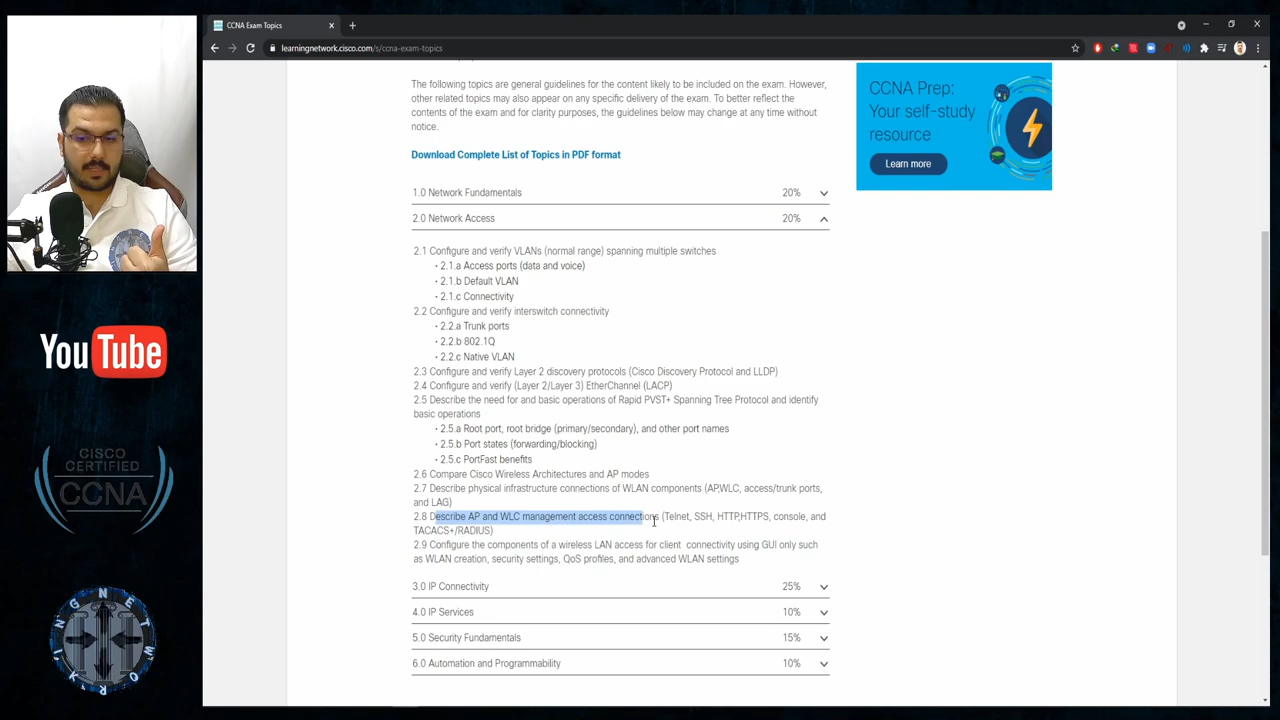 CCNA Exam Topics
learningnetwork.cisco.com/s/ccna-exam-topics
The following topics are general guidelines for the content likely to be included on the exam. However,
other related topics may also appear on any specific delivery of the exam. To better reflect the
contents of the exam and for clarity purposes, the guidelines below may change at any time without
notice.
Download Complete List of Topics in PDF format
1.0 Network Fundamentals 20%
2.0 Network Access 20%
2.1 Configure and verify VLANs (normal range) spanning multiple switches
• 2.1.a Access ports (data and voice)
• 2.1.b Default VLAN
• 2.1.c Connectivity
2.2 Configure and verify interswitch connectivity
• 2.2.a Trunk ports
• 2.2.b 802.1Q
• 2.2.c Native VLAN
2.3 Configure and verify Layer 2 discovery protocols (Cisco Discovery Protocol and LLDP)
2.4 Configure and verify (Layer 2/Layer 3) EtherChannel (LACP)
2.5 Describe the need for and basic operations of Rapid PVST+ Spanning Tree Protocol and identify
basic operations
• 2.5.a Root port, root bridge (primary/secondary), and other port names
• 2.5.b Port states (forwarding/blocking)
• 2.5.c PortFast benefits
2.6 Compare Cisco Wireless Architectures and AP modes
2.7 Describe physical infrastructure connections of WLAN components (AP,WLC, access/trunk ports,
and LAG)
2.8 Describe AP and WLC management access connections (Telnet, SSH, HTTP,HTTPS, console, and
TACACS+/RADIUS)
2.9 Configure the components of a wireless LAN access for client connectivity using GUI only such
as WLAN creation, security settings, QoS profiles, and advanced WLAN settings
3.0 IP Connectivity 25%
4.0 IP Services 10%
5.0 Security Fundamentals 15%
6.0 Automation and Programmability 10%
CCNA Prep:
Your self-study
resource
Learn more
YouTube
CISCO
CERTIFIED
CCNA
KING NETWORK